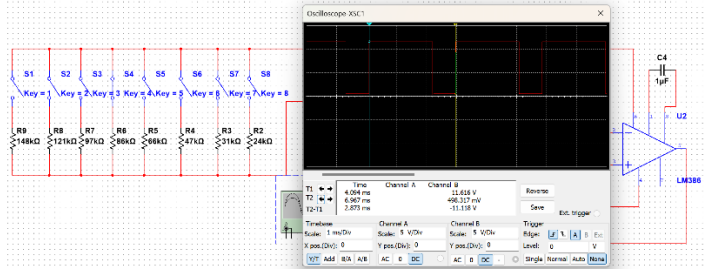 Oscilloscope-XSC1
S1 S2 S3 S4 S5 S6 S7 S8
Key = 1 Key = 2 Key = 3 Key = 4 Key = 5 Key = 6 Key = 7 Key = 8
R9 R8 R7 R6 R5 R4 R3 R2
148kΩ 121kΩ 97kΩ 86kΩ 66kΩ 47kΩ 31kΩ 24kΩ
C4
1μF
U2
LM386
Time Channel A Channel B
T1 4.094 ms 11.616 V
T2 6.967 ms 498.317 mV
T2-T1 2.873 ms -11.118 V
Reverse
Save
Ext. trigger
Timebase Channel A Channel B Trigger
Scale: 1 ms/Div Scale: 5 V/Div Scale: 5 V/Div Edge: A B Ext
X pos.(Div): 0 Y pos.(Div): 0 Y pos.(Div): 0 Level: 0 V
Y/T Add B/A A/B AC 0 DC AC 0 DC - Single Normal Auto None